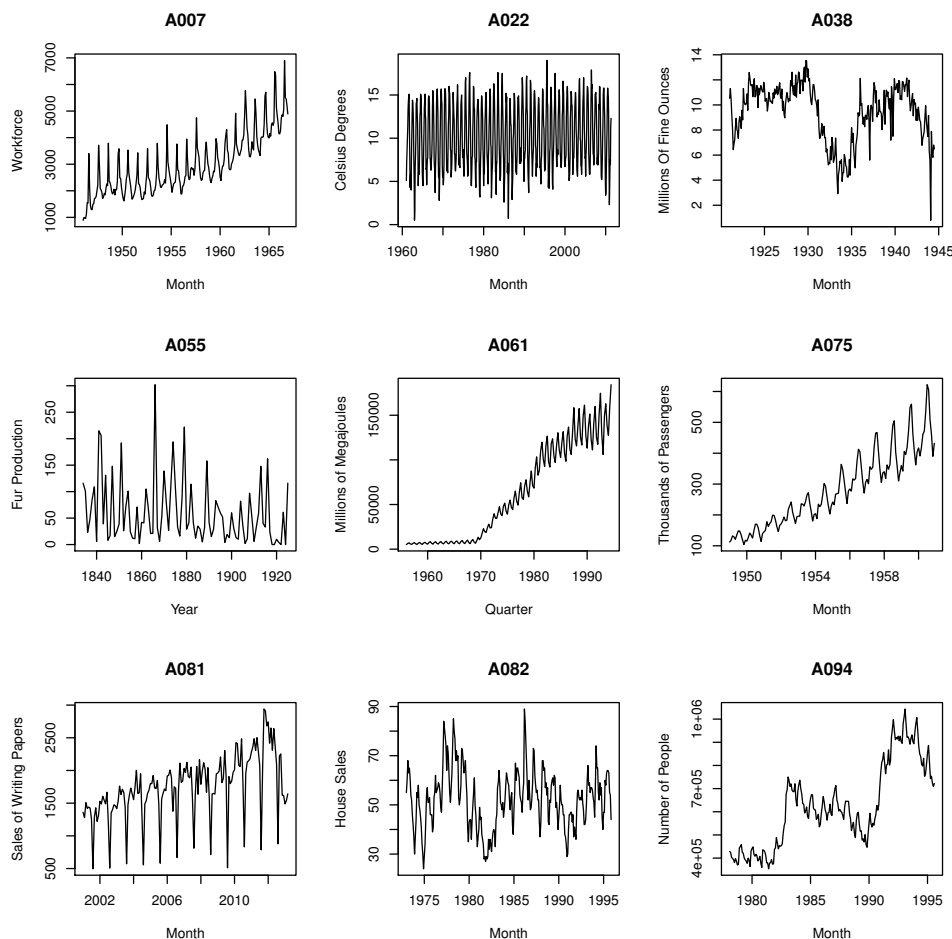 A007
Workforce
1000 3000 5000 7000
1950 1955 1960 1965
Month
A022
Celsius Degrees
0 5 10 15
1960 1980 2000
Month
A038
Millions Of Fine Ounces
2 4 6 8 10 12 14
1925 1930 1935 1940 1945
Month
A055
Fur Production
0 50 150 250
1840 1860 1880 1900 1920
Year
A061
Millions of Megajoules
0 50000 150000
1960 1970 1980 1990
Quarter
A075
Thousands of Passengers
100 300 500
1950 1954 1958
Month
A081
Sales of Writing Papers
500 1500 2500
2002 2006 2010
Month
A082
House Sales
30 50 70 90
1975 1980 1985 1990 1995
Month
A094
Number of People
4e+05 7e+05 1e+06
1980 1985 1990 1995
Month